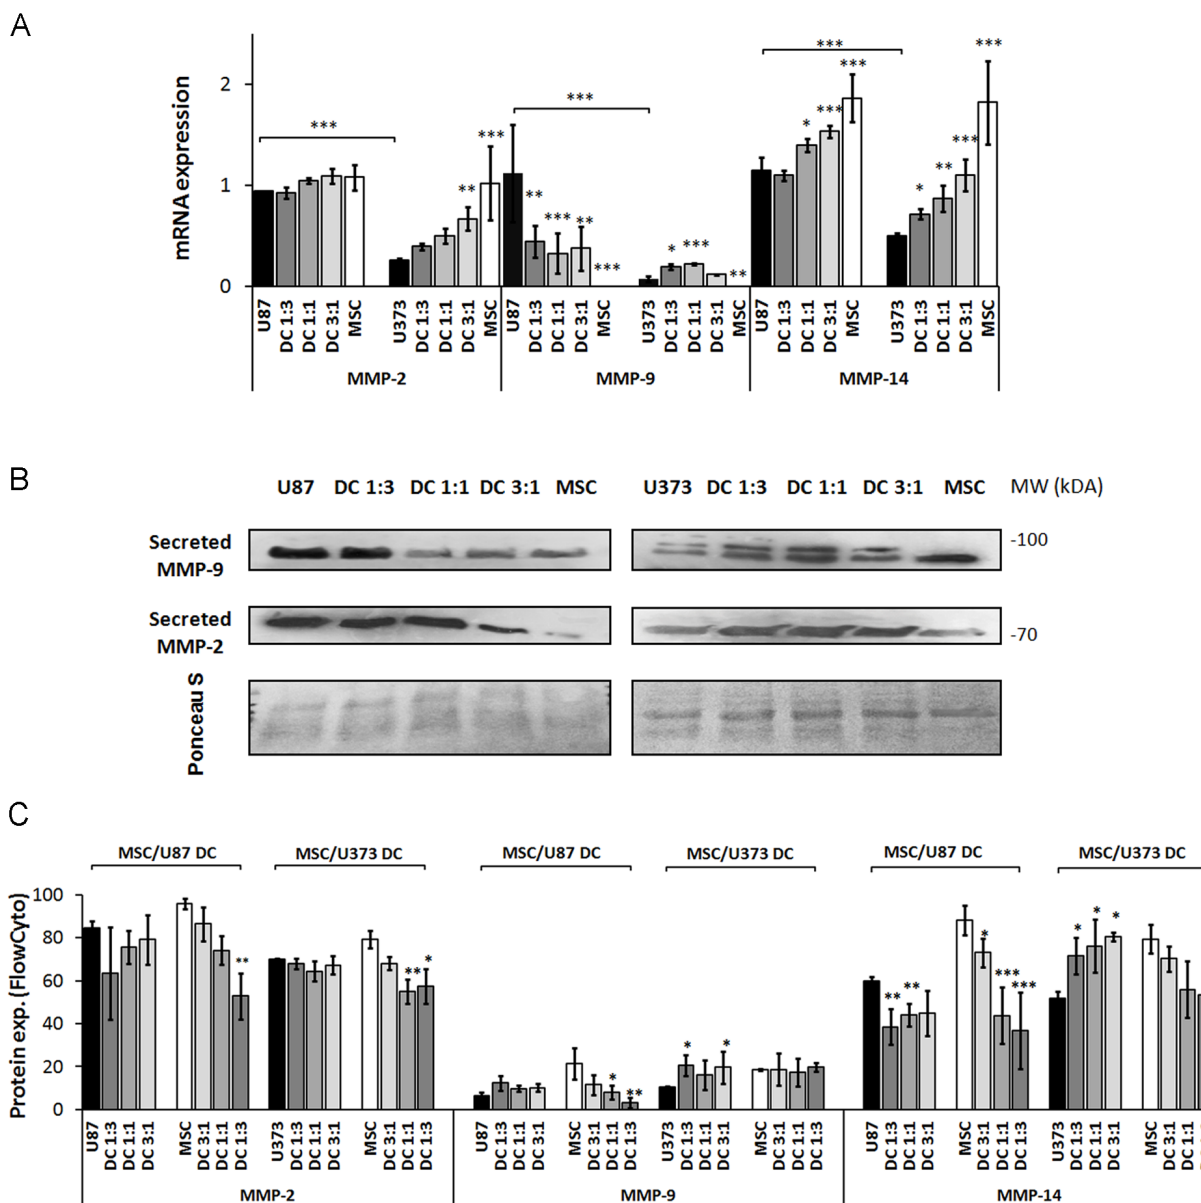 A
mRNA expression
2
1
0
*** *** ** *** ** *** ** *** * *** ** *** * *** *** * ** *** ***
U87 DC 1:3 DC 1:1 DC 3:1 MSC U373 DC 1:3 DC 1:1 DC 3:1 MSC U87 DC 1:3 DC 1:1 DC 3:1 MSC U373 DC 1:3 DC 1:1 DC 3:1 MSC U87 DC 1:3 DC 1:1 DC 3:1 MSC U373 DC 1:3 DC 1:1 DC 3:1 MSC
MMP-2 MMP-9 MMP-14
B
U87 DC 1:3 DC 1:1 DC 3:1 MSC U373 DC 1:3 DC 1:1 DC 3:1 MSC MW (kDA)
Secreted
MMP-9
-100
Secreted
MMP-2
-70
Ponceau S
C
MSC/U87 DC MSC/U373 DC MSC/U87 DC MSC/U373 DC MSC/U87 DC MSC/U373 DC
Protein exp. (FlowCyto)
100
80
60
40
20
0
** ** * * ** * * ** ** * *** *** * * *
U87 DC 1:3 DC 1:1 DC 3:1 MSC DC 3:1 DC 1:1 DC 1:3 U373 DC 1:3 DC 1:1 DC 3:1 MSC DC 3:1 DC 1:1 DC 1:3 U87 DC 1:3 DC 1:1 DC 3:1 MSC DC 3:1 DC 1:1 DC 1:3 U373 DC 1:3 DC 1:1 DC 3:1 MSC DC 3:1 DC 1:1 DC 1:3 U87 DC 1:3 DC 1:1 DC 3:1 MSC DC 3:1 DC 1:1 DC 1:3 U373 DC 1:3 DC 1:1 DC 3:1 MSC DC 3:1 DC 1:1
MMP-2 MMP-9 MMP-14